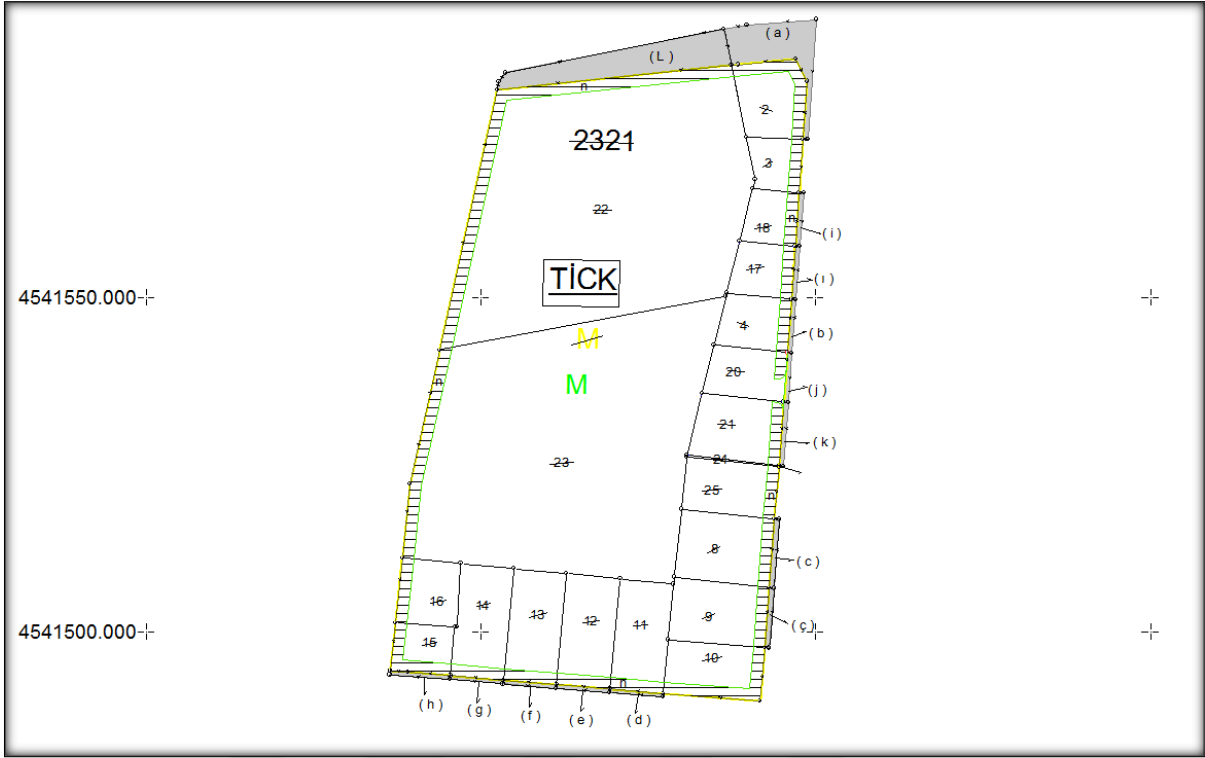 ( a )
( L )
n
2
2321
3
22
n
18
( i )
17
( ı )
TİCK
4541550.000
4
( b )
M
20
n
M
( j )
21
( k )
24
23
25
n
8
( c )
16
14
13
12
11
9
( ç )
4541500.000
15
10
n
( h )
( g )
( f )
( e )
( d )